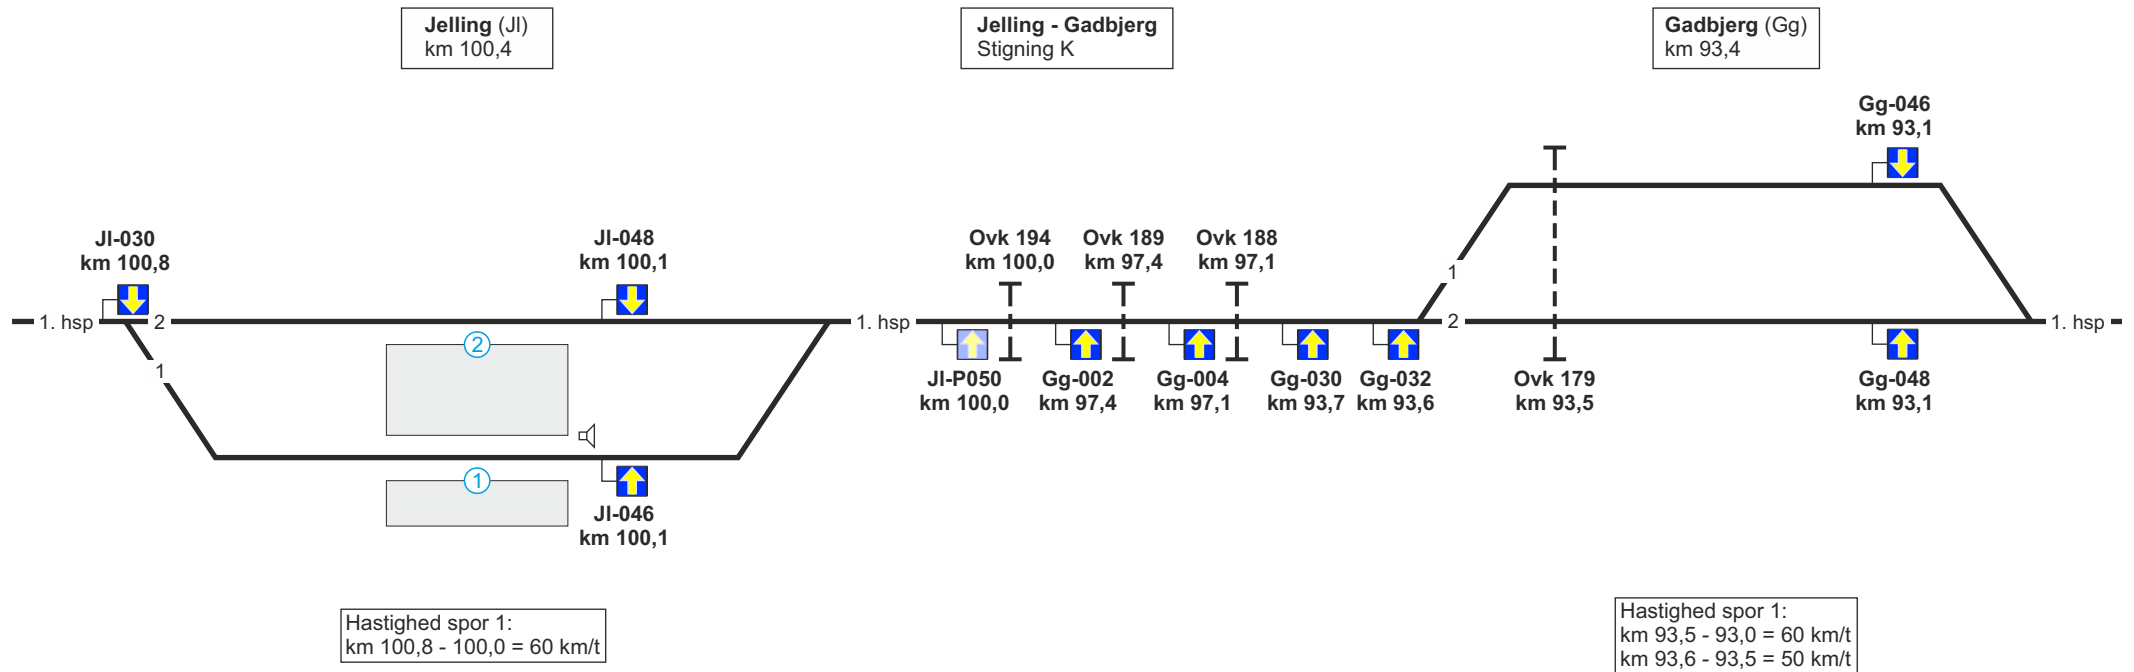 Jelling (Jl)
km 100,4
Jelling - Gadbjerg
Stigning K
Gadbjerg (Gg)
km 93,4
Gg-046
km 93,1
Jl-030
km 100,8
Jl-048
km 100,1
Ovk 194
km 100,0
Ovk 189
km 97,4
Ovk 188
km 97,1
1
1. hsp
2
1. hsp
2
1. hsp
2
1
Jl-P050
km 100,0
Gg-002
km 97,4
Gg-004
km 97,1
Gg-030
km 93,7
Gg-032
km 93,6
Ovk 179
km 93,5
Gg-048
km 93,1
1
Jl-046
km 100,1
Hastighed spor 1:
km 100,8 - 100,0 = 60 km/t
Hastighed spor 1:
km 93,5 - 93,0 = 60 km/t
km 93,6 - 93,5 = 50 km/t